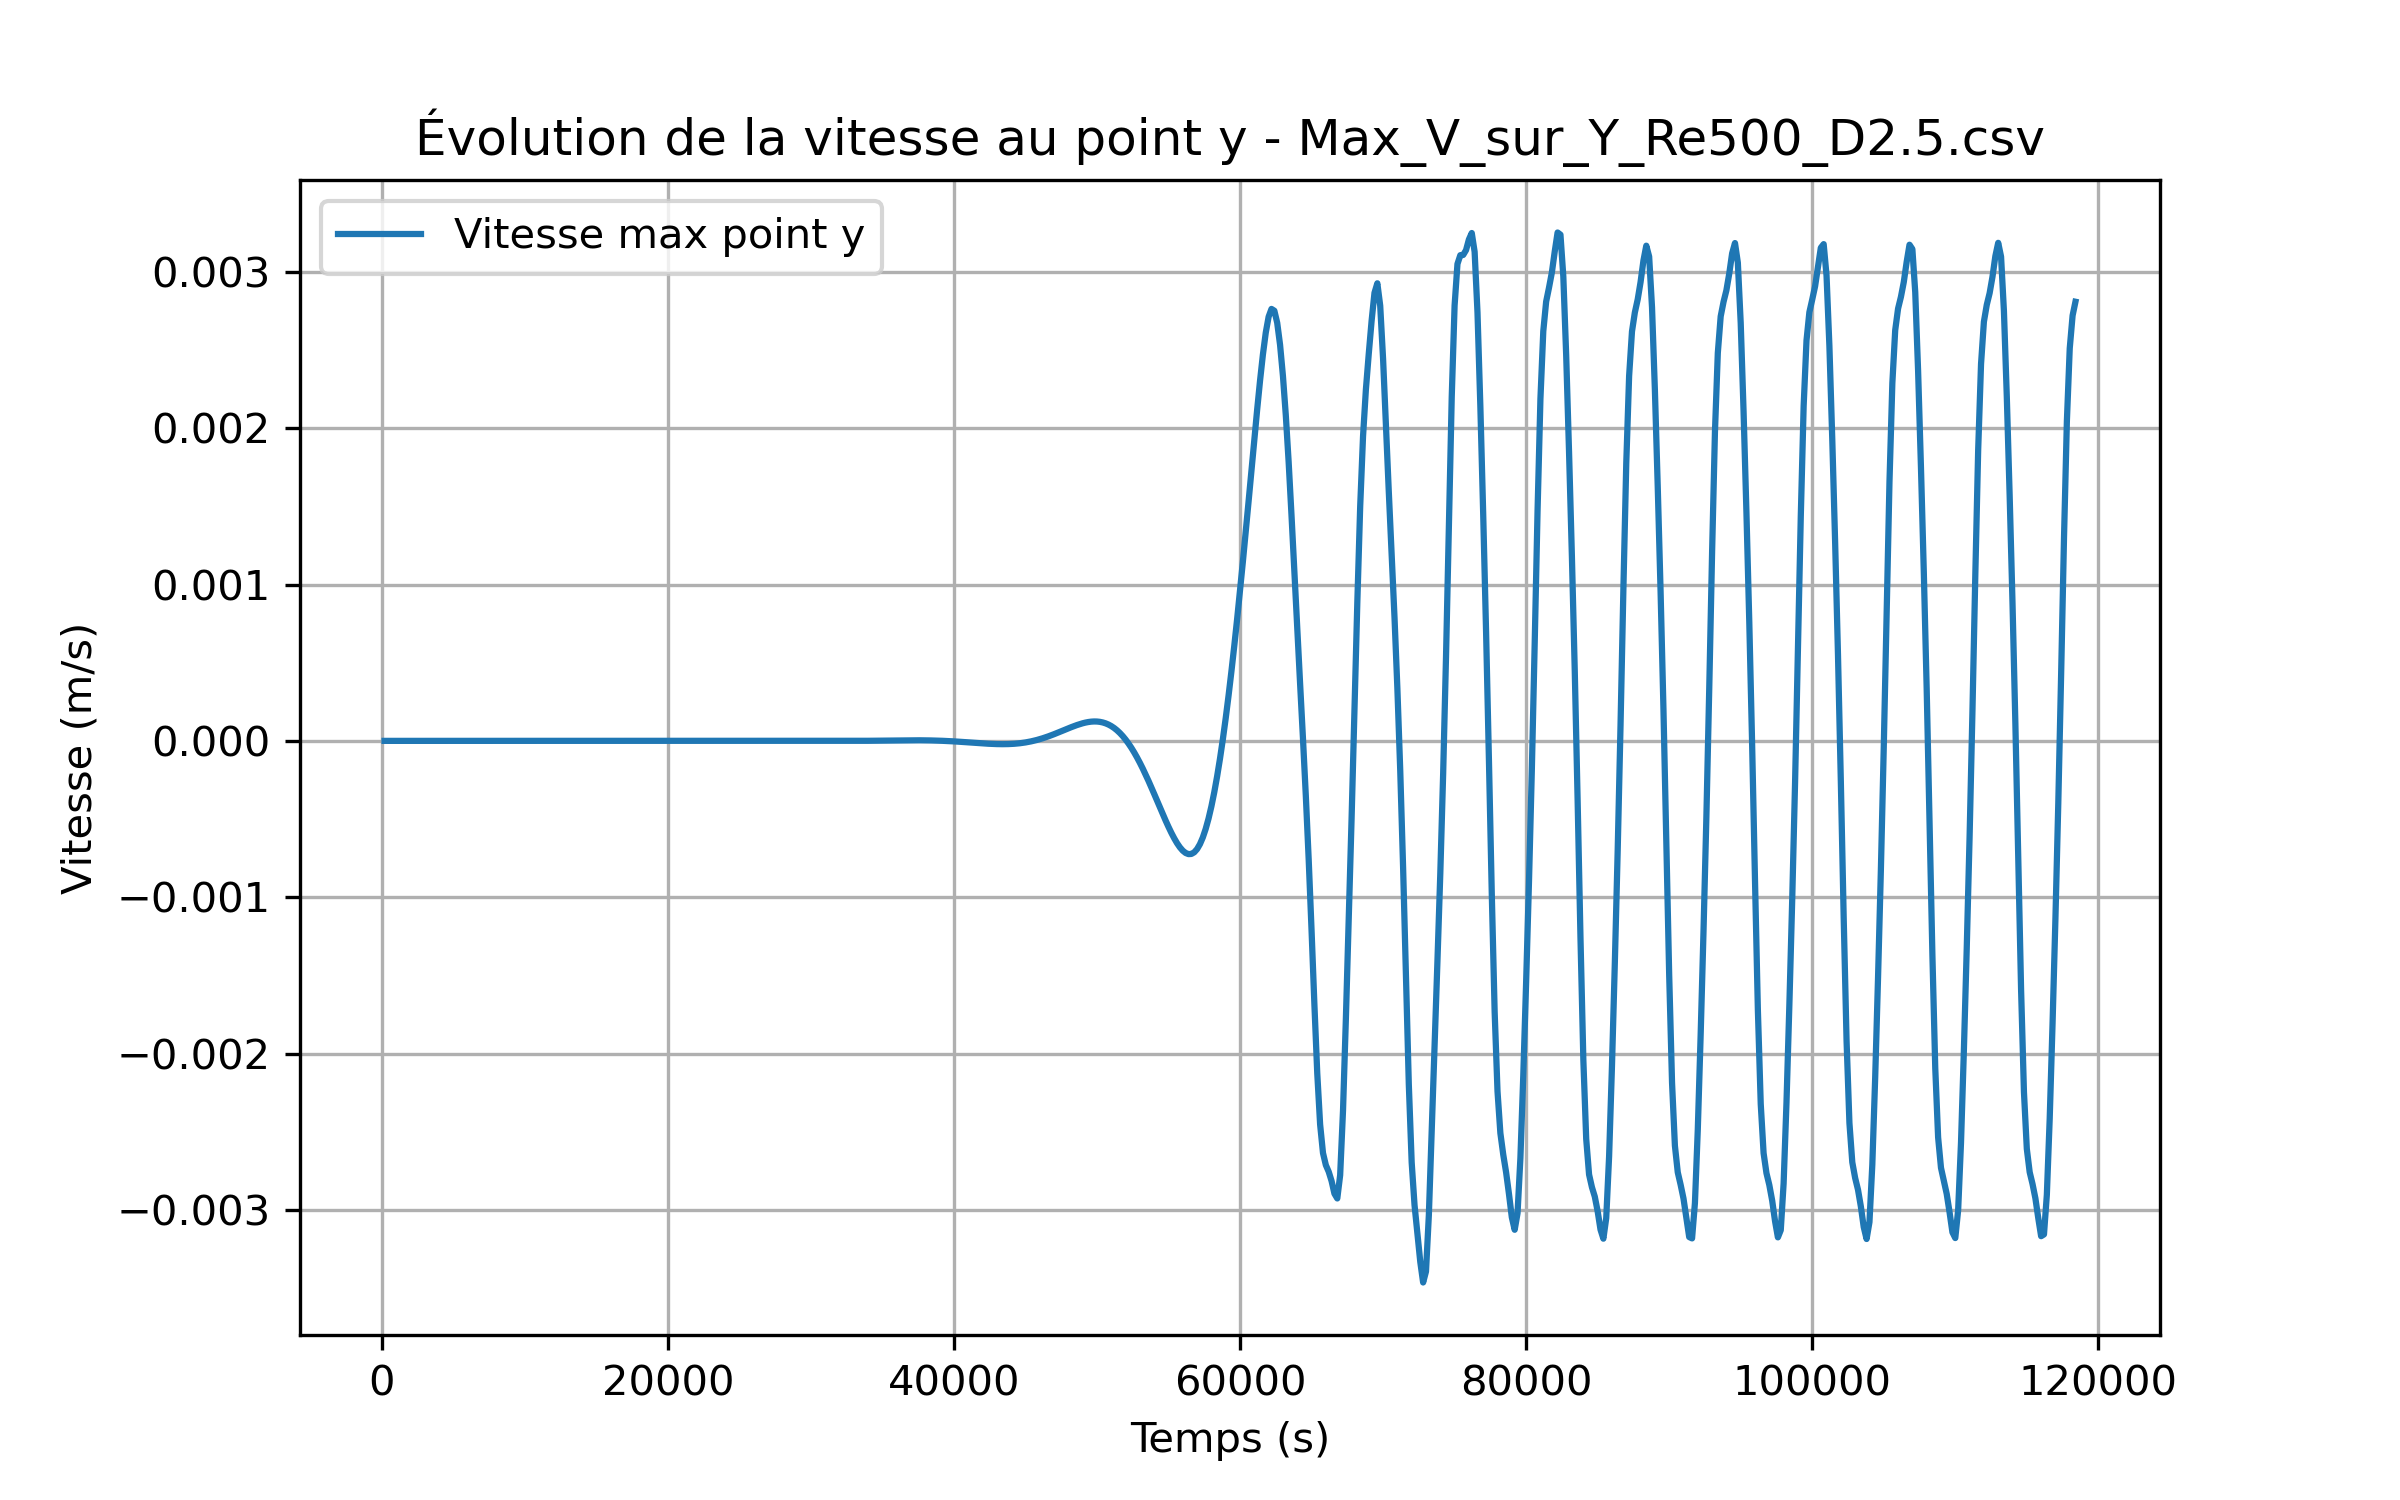 Évolution de la vitesse au point y - Max_V_sur_Y_Re500_D2.5.csv
Vitesse max point y
0.003
0.002
0.001
0.000
−0.001
−0.002
−0.003
Vitesse (m/s)
0 20000 40000 60000 80000 100000 120000
Temps (s)